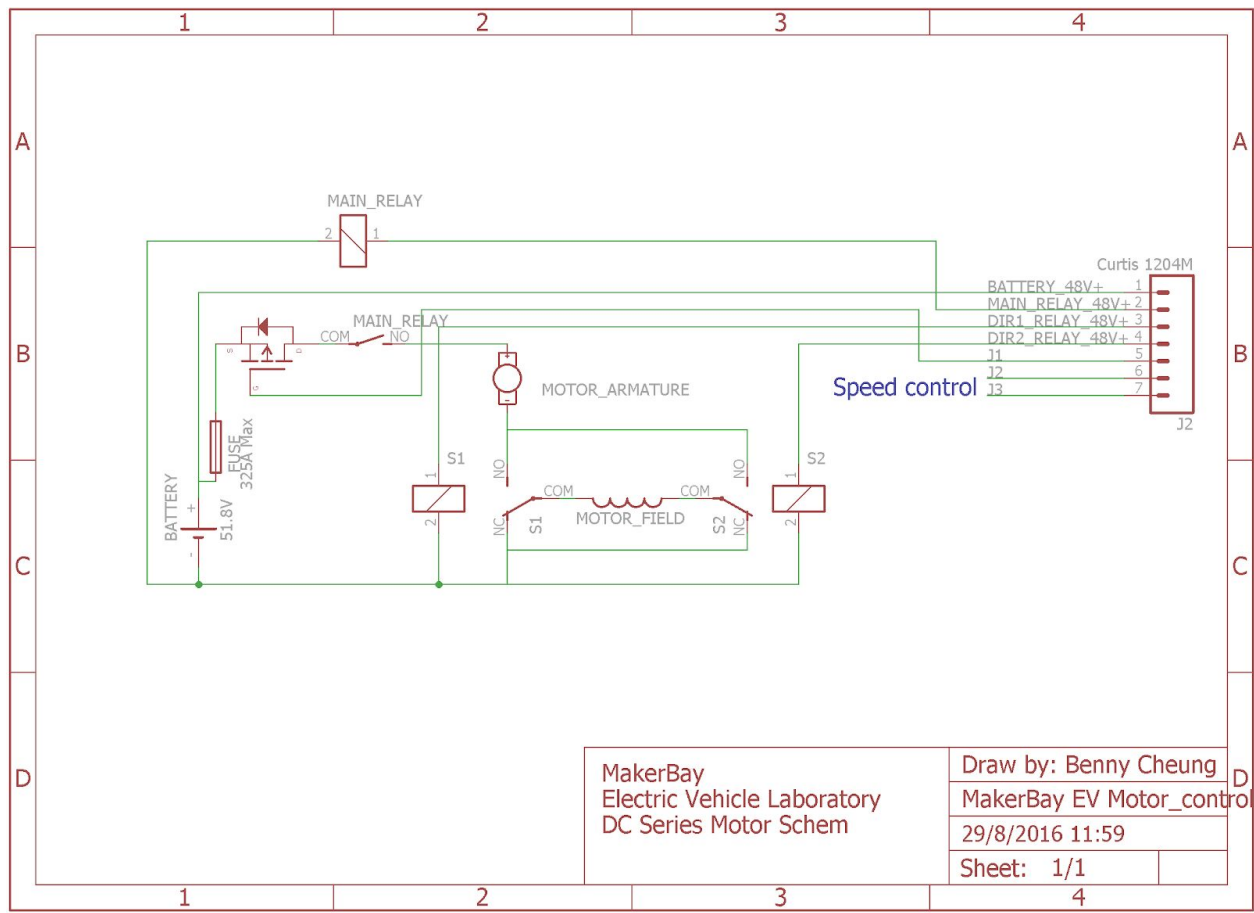 1 2 3 4
A A
MAIN_RELAY
2 1
B B
Curtis 1204M
BATTERY_48V+ 1
MAIN_RELAY_48V+ 2
DIR1_RELAY_48V+ 3
DIR2_RELAY_48V+ 4
J1 5
J2 6
J3 7
J2
Speed control
MAIN_RELAY
COM NO
S D
G
+
MOTOR_ARMATURE
-
FUSE
325A Max
BATTERY
+
51.8V
-
S1
1
2
NO
COM
NC
S1
MOTOR_FIELD
NO
COM
NC
S2
S2
1
2
C C
D D
MakerBay
Electric Vehicle Laboratory
DC Series Motor Schem
Draw by: Benny Cheung
MakerBay EV Motor_control
29/8/2016 11:59
Sheet: 1/1
1 2 3 4